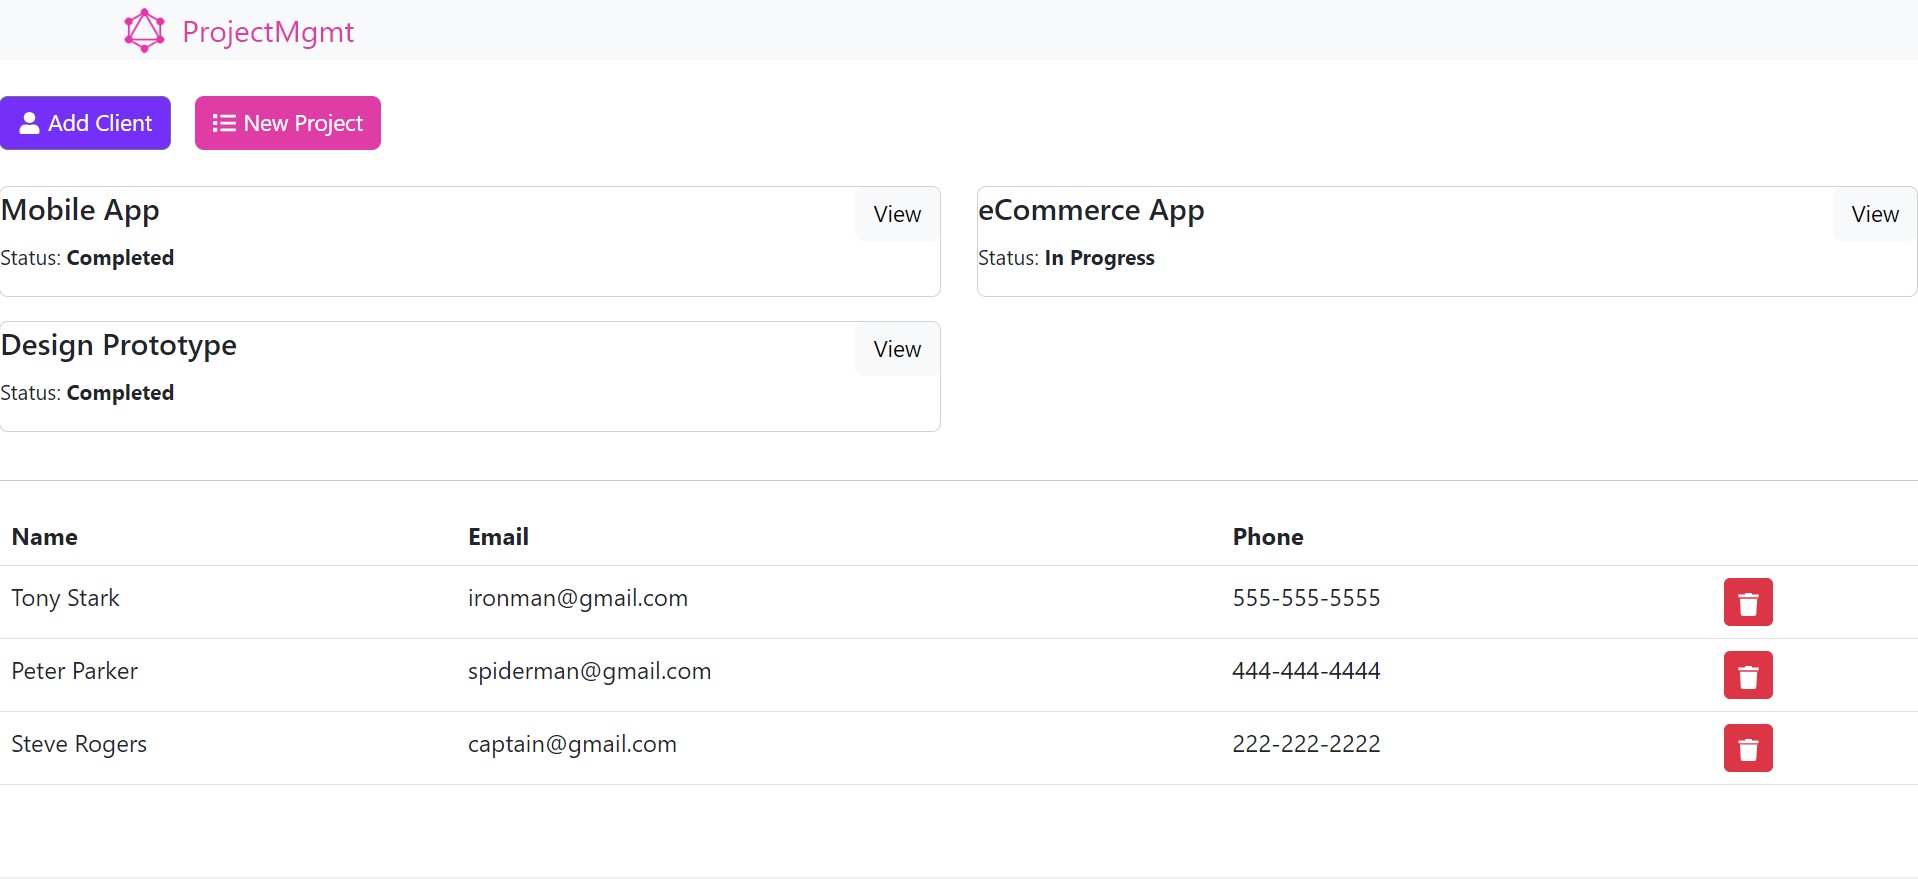 ProjectMgmt
Add Client
New Project
Mobile App
View
Status: Completed
eCommerce App
View
Status: In Progress
Design Prototype
View
Status: Completed
Name Email Phone
Tony Stark ironman@gmail.com 555-555-5555
Peter Parker spiderman@gmail.com 444-444-4444
Steve Rogers captain@gmail.com 222-222-2222